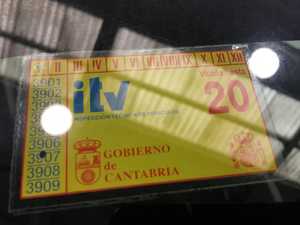 I II III IV V VI VII VIII IX X XI XII
3901
3902
3903
3904
itv
20
INSPECCIÓN TÉCNICA DE VEHÍCULOS
3906
3907
3908
3909
GOBIERNO
de
CANTABRIA